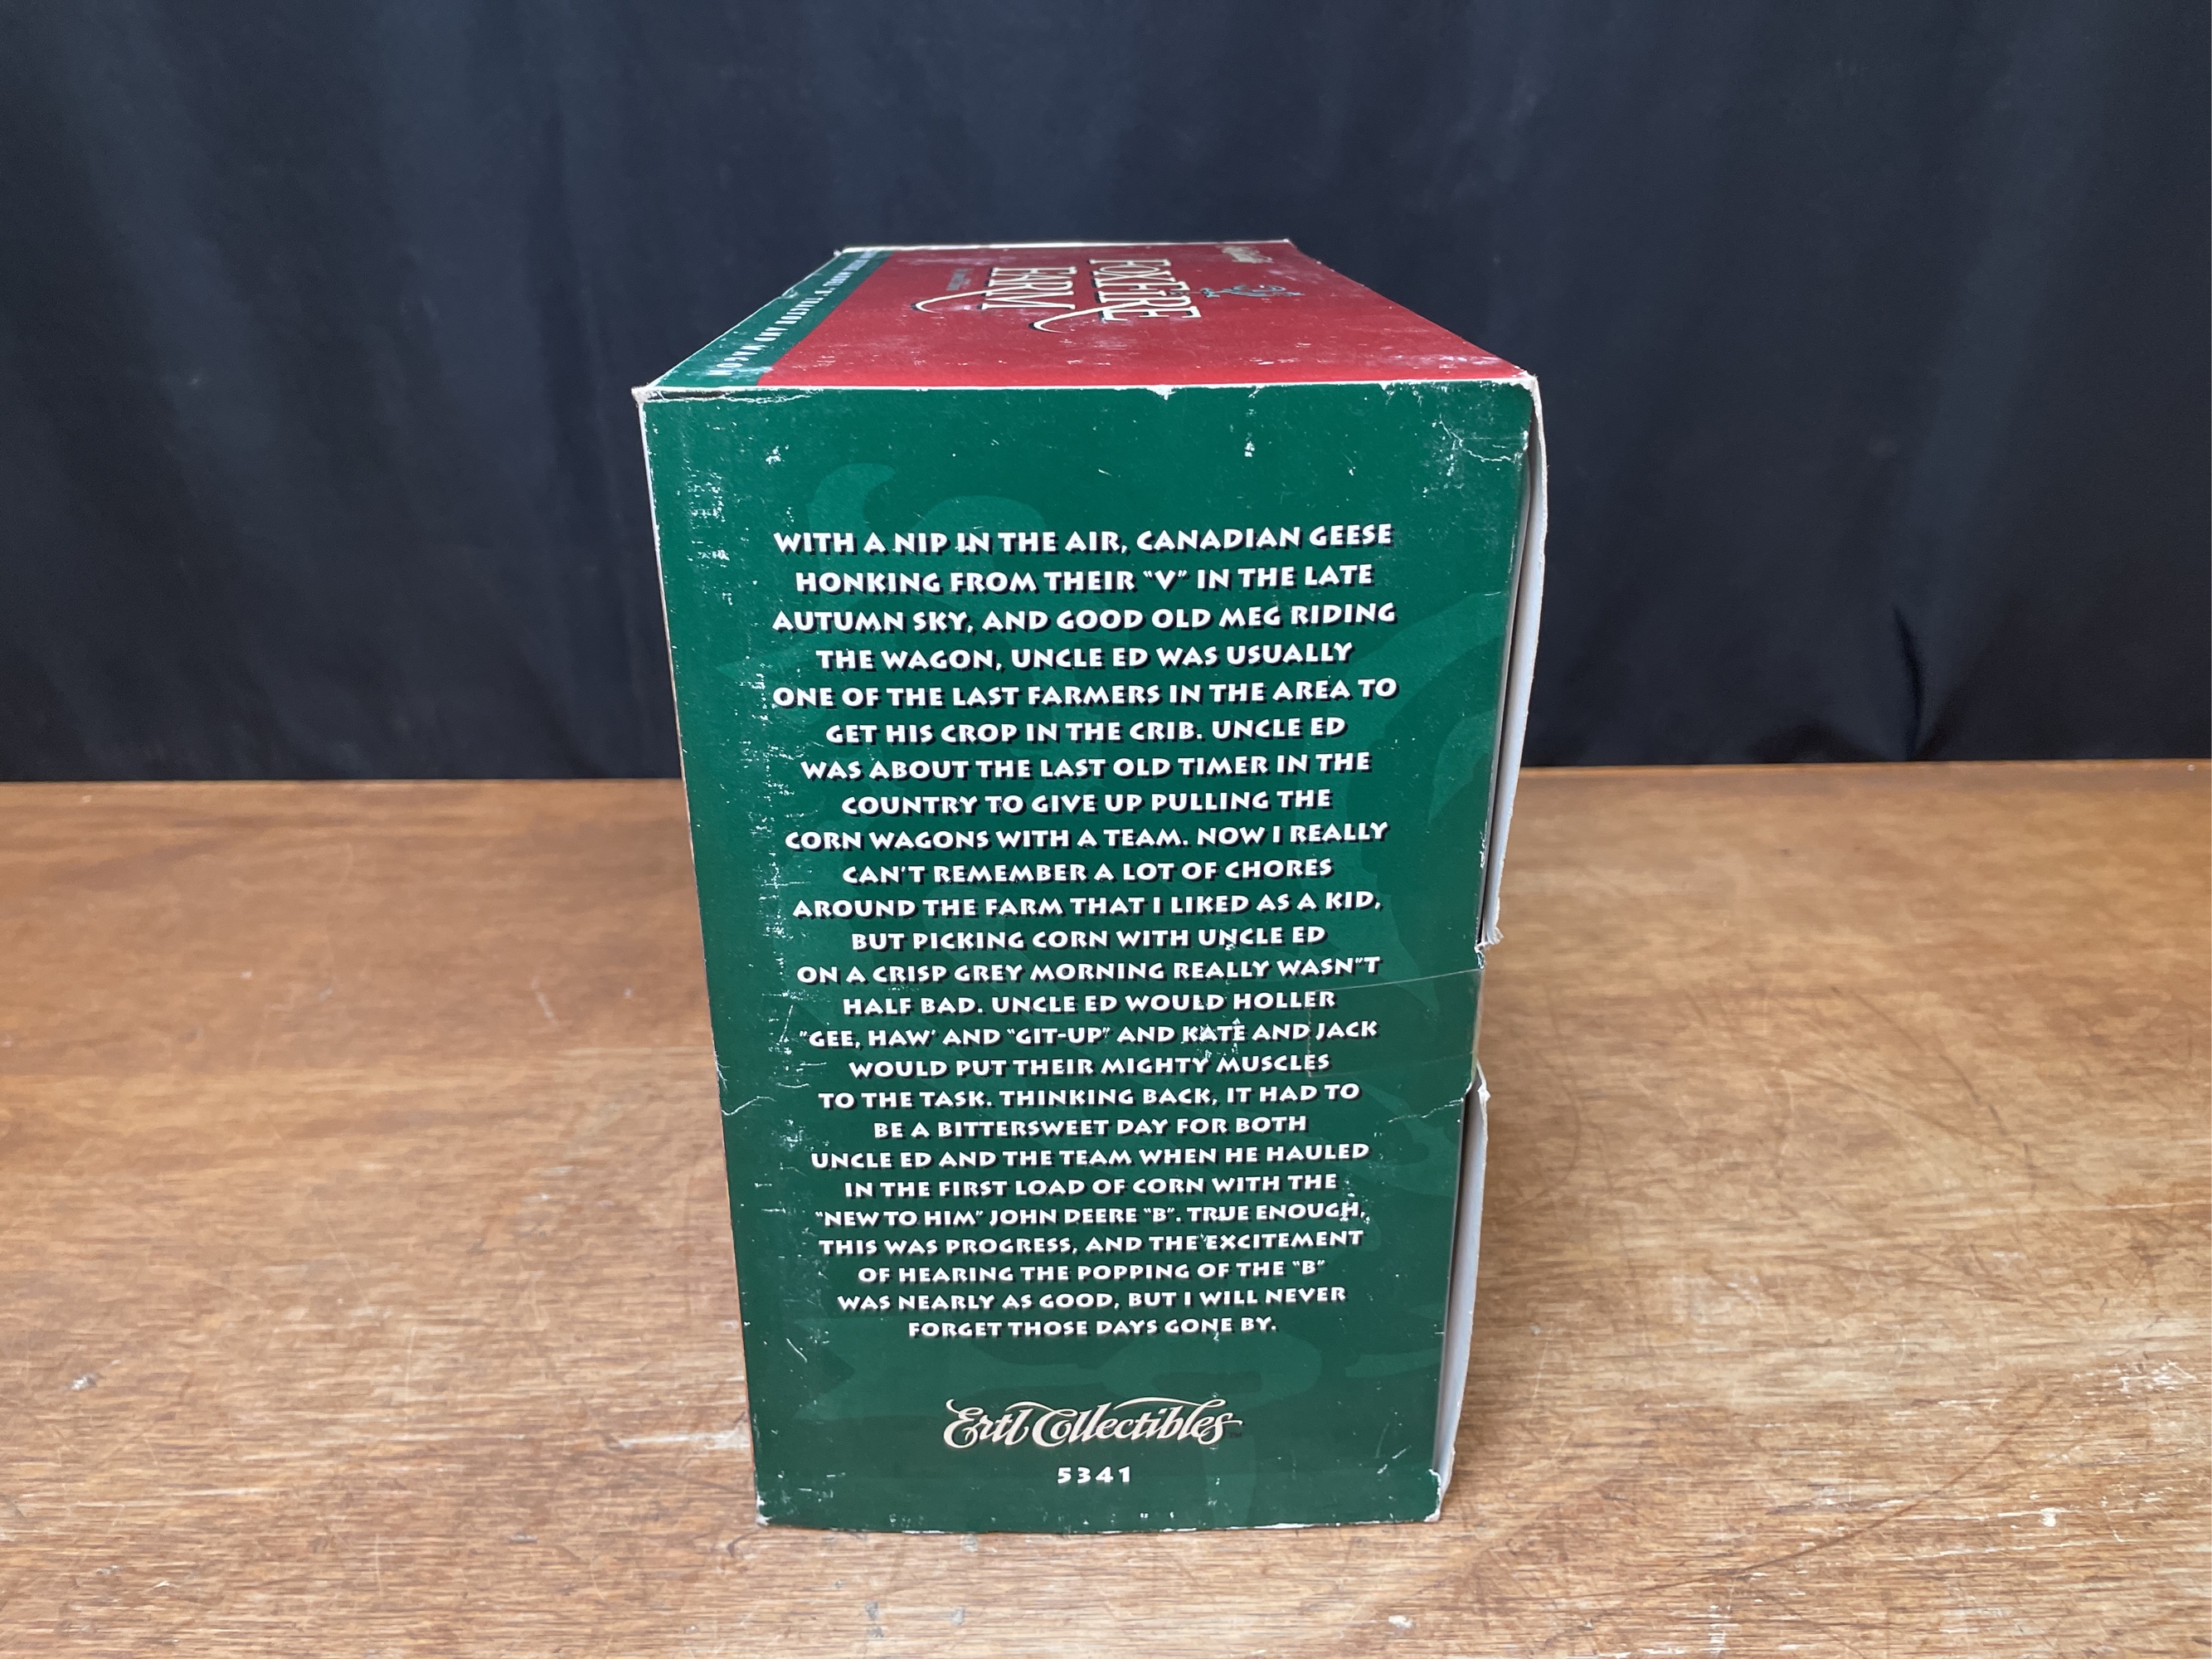 FOXFIRE
FARM
"B" TRACTOR AND WAGON
WITH A NIP IN THE AIR, CANADIAN GEESE
HONKING FROM THEIR "V" IN THE LATE
AUTUMN SKY, AND GOOD OLD MEG RIDING
THE WAGON, UNCLE ED WAS USUALLY
ONE OF THE LAST FARMERS IN THE AREA TO
GET HIS CROP IN THE CRIB. UNCLE ED
WAS ABOUT THE LAST OLD TIMER IN THE
COUNTRY TO GIVE UP PULLING THE
CORN WAGONS WITH A TEAM. NOW I REALLY
CAN'T REMEMBER A LOT OF CHORES
AROUND THE FARM THAT I LIKED AS A KID,
BUT PICKING CORN WITH UNCLE ED
ON A CRISP GREY MORNING REALLY WASN"T
HALF BAD. UNCLE ED WOULD HOLLER
"GEE, HAW' AND "GIT-UP" AND KATE AND JACK
WOULD PUT THEIR MIGHTY MUSCLES
TO THE TASK. THINKING BACK, IT HAD TO
BE A BITTERSWEET DAY FOR BOTH
UNCLE ED AND THE TEAM WHEN HE HAULED
IN THE FIRST LOAD OF CORN WITH THE
"NEW TO HIM" JOHN DEERE "B". TRUE ENOUGH,
THIS WAS PROGRESS, AND THE EXCITEMENT
OF HEARING THE POPPING OF THE "B"
WAS NEARLY AS GOOD, BUT I WILL NEVER
FORGET THOSE DAYS GONE BY.
Ertl Collectibles™
5341